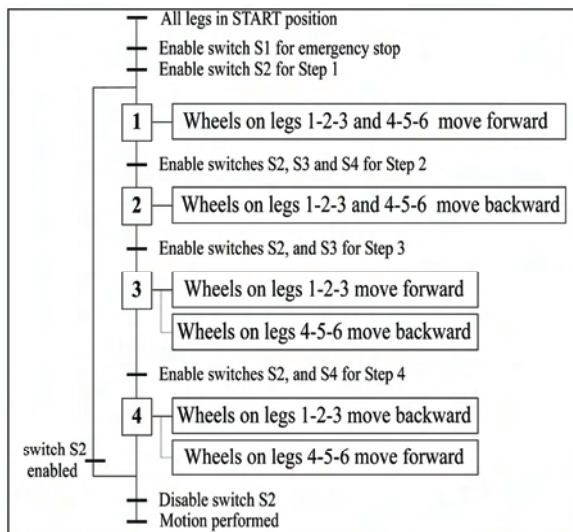 All legs in START position
Enable switch S1 for emergency stop
Enable switch S2 for Step 1
1
Wheels on legs 1-2-3 and 4-5-6 move forward
Enable switches S2, S3 and S4 for Step 2
2
Wheels on legs 1-2-3 and 4-5-6 move backward
Enable switches S2, and S3 for Step 3
3
Wheels on legs 1-2-3 move forward
Wheels on legs 4-5-6 move backward
Enable switches S2, and S4 for Step 4
4
Wheels on legs 1-2-3 move backward
Wheels on legs 4-5-6 move forward
switch S2
enabled
Disable switch S2
Motion performed